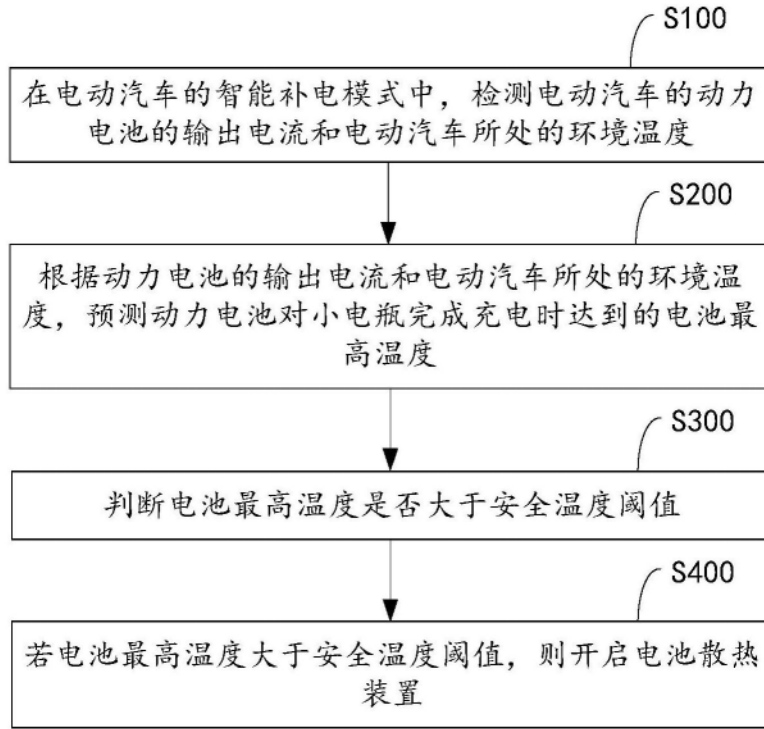 S100
在电动汽车的智能补电模式中，检测电动汽车的动力
电池的输出电流和电动汽车所处的环境温度
S200
根据动力电池的输出电流和电动汽车所处的环境温
度，预测动力电池对小电瓶完成充电时达到的电池最
高温度
S300
判断电池最高温度是否大于安全温度阈值
S400
若电池最高温度大于安全温度阈值，则开启电池散热
装置